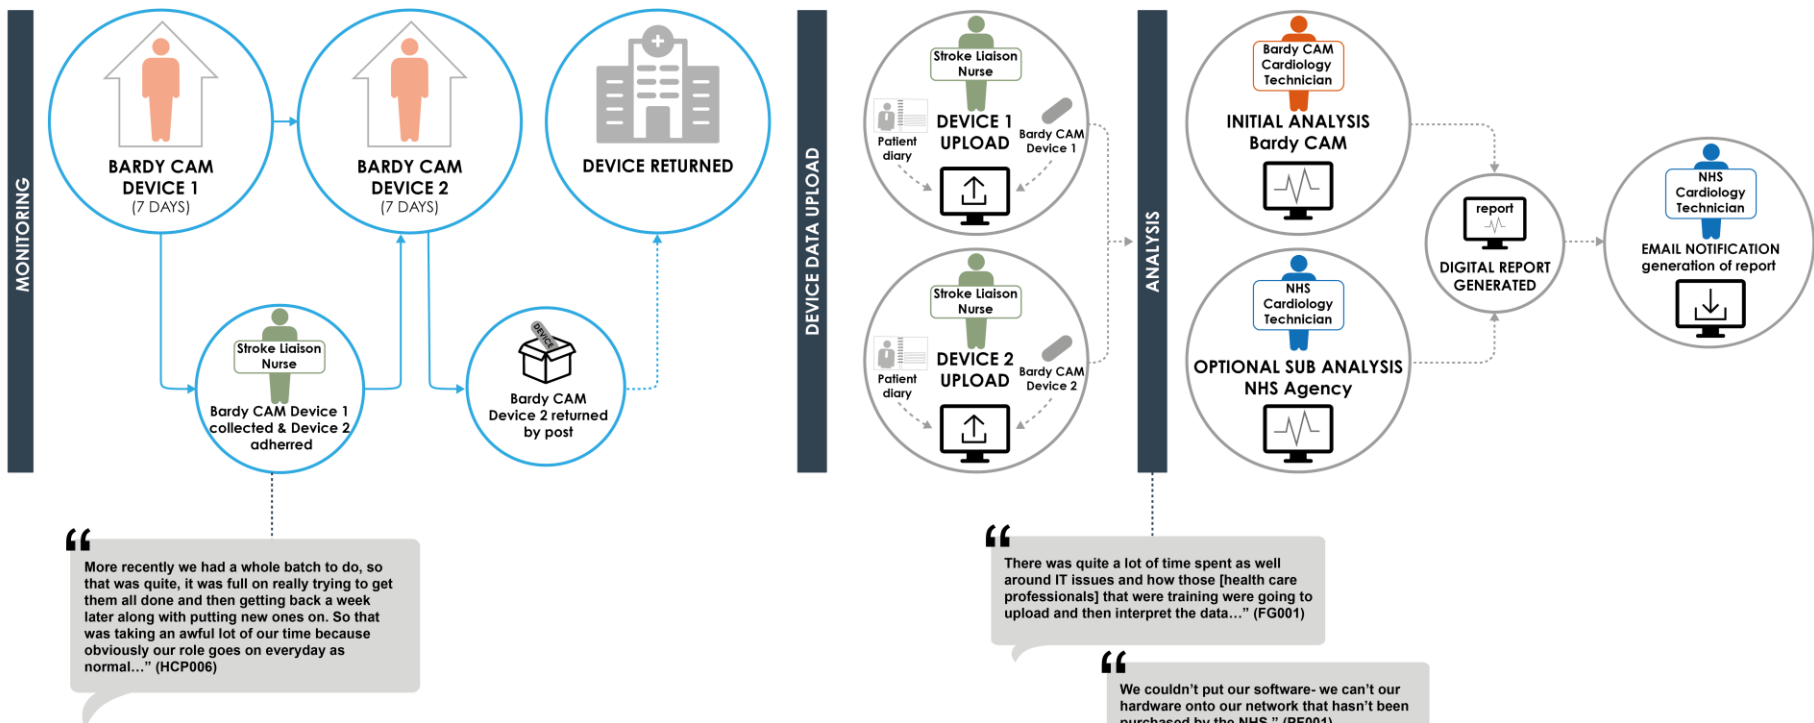 MONITORING
BARDY CAM
DEVICE 1
(7 DAYS)
BARDY CAM
DEVICE 2
(7 DAYS)
DEVICE RETURNED
Stroke Liaison
Nurse
Bardy CAM Device 1
collected & Device 2
adherred
DEVICE
Bardy CAM
Device 2 returned
by post
“
More recently we had a whole batch to do, so
that was quite, it was full on really trying to get
them all done and then getting back a week
later along with putting new ones on. So that
was taking an awful lot of our time because
obviously our role goes on everyday as
normal…” (HCP006)
DEVICE DATA UPLOAD
Stroke Liaison
Nurse
DEVICE 1
UPLOAD
Patient
diary
Bardy CAM
Device 1
Stroke Liaison
Nurse
DEVICE 2
UPLOAD
Patient
diary
Bardy CAM
Device 2
ANALYSIS
Bardy CAM
Cardiology
Technician
INITIAL ANALYSIS
Bardy CAM
NHS
Cardiology
Technician
OPTIONAL SUB ANALYSIS
NHS Agency
report
DIGITAL REPORT
GENERATED
NHS
Cardiology
Technician
EMAIL NOTIFICATION
generation of report
“
There was quite a lot of time spent as well
around IT issues and how those [health care
professionals] that were training were going to
upload and then interpret the data…” (FG001)
“
We couldn’t put our software- we can’t our
hardware onto our network that hasn’t been
purchased by the NHS.” (PF001)